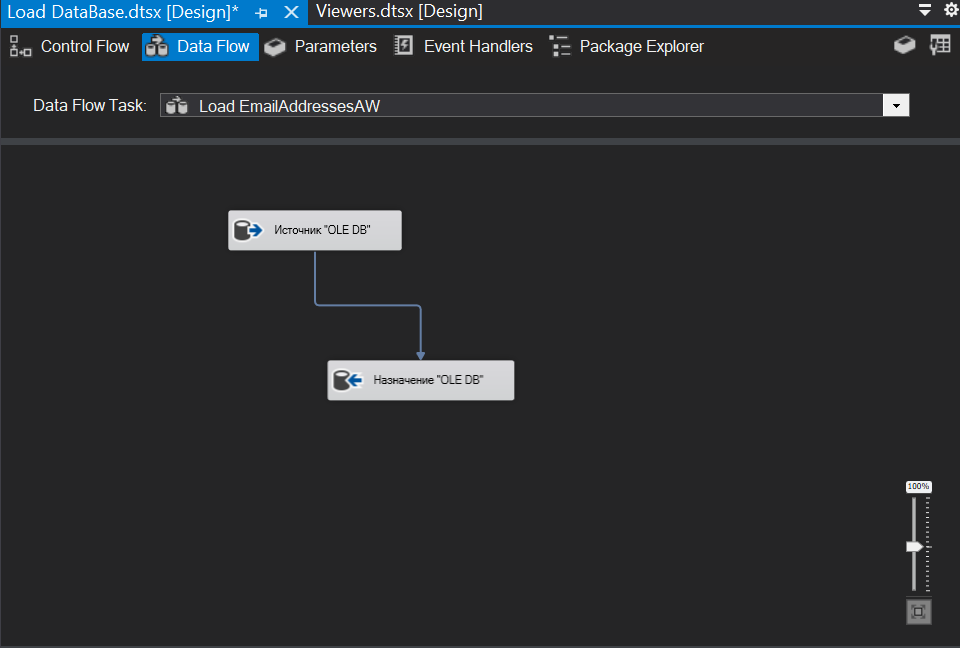 Load DataBase.dtsx [Design]* Viewers.dtsx [Design]
Control Flow Data Flow Parameters Event Handlers Package Explorer
Data Flow Task: Load EmailAddressesAW
Источник "OLE DB"
Назначение "OLE DB"
100%